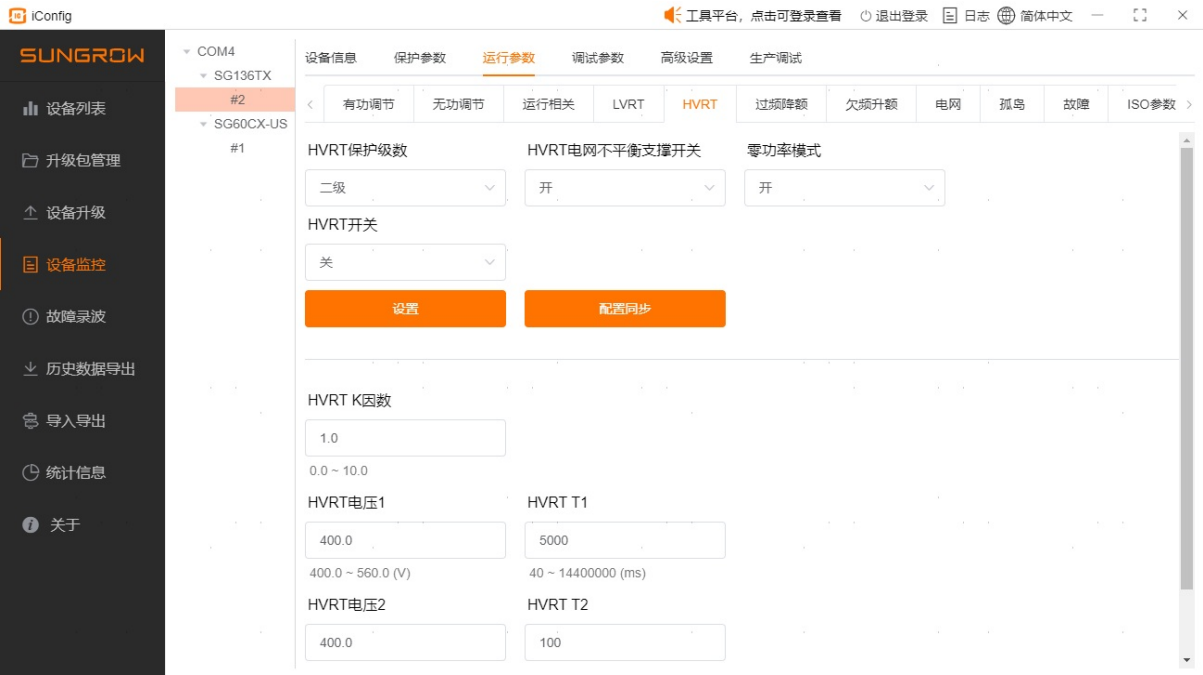 iConfig
工具平台，点击可登录查看 退出登录 日志 简体中文
SUNGROW
设备列表
升级包管理
设备升级
设备监控
故障录波
历史数据导出
导入导出
统计信息
关于
COM4
SG136TX
#2
SG60CX-US
#1
设备信息 保护参数 运行参数 调试参数 高级设置 生产调试
有功调节 无功调节 运行相关 LVRT HVRT 过频降额 欠频升额 电网 孤岛 故障 ISO参数
HVRT保护级数 HVRT电网不平衡支撑开关 零功率模式
二级 开 开
HVRT开关
关
设置 配置同步
HVRT K因数
1.0
0.0 ~ 10.0
HVRT电压1 HVRT T1
400.0 5000
400.0 ~ 560.0 (V) 40 ~ 14400000 (ms)
HVRT电压2 HVRT T2
400.0 100